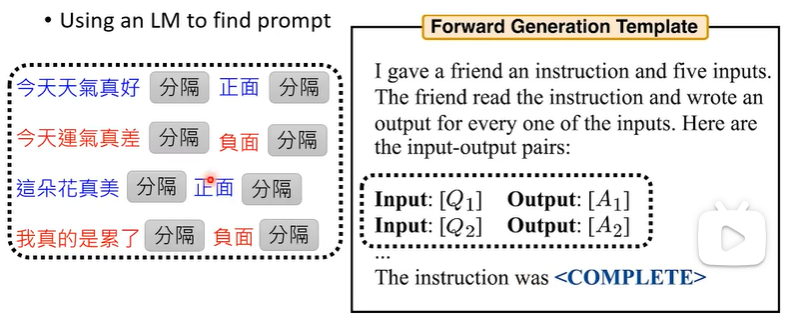 • Using an LM to find prompt
今天天氣真好 分隔 正面 分隔
今天運氣真差 分隔 負面 分隔
這朵花真美 分隔 正面 分隔
我真的是累了 分隔 負面 分隔
Forward Generation Template
I gave a friend an instruction and five inputs.
The friend read the instruction and wrote an
output for every one of the inputs. Here are
the input-output pairs:
Input: [Q₁] Output: [A₁]
Input: [Q₂] Output: [A₂]
...
The instruction was <COMPLETE>